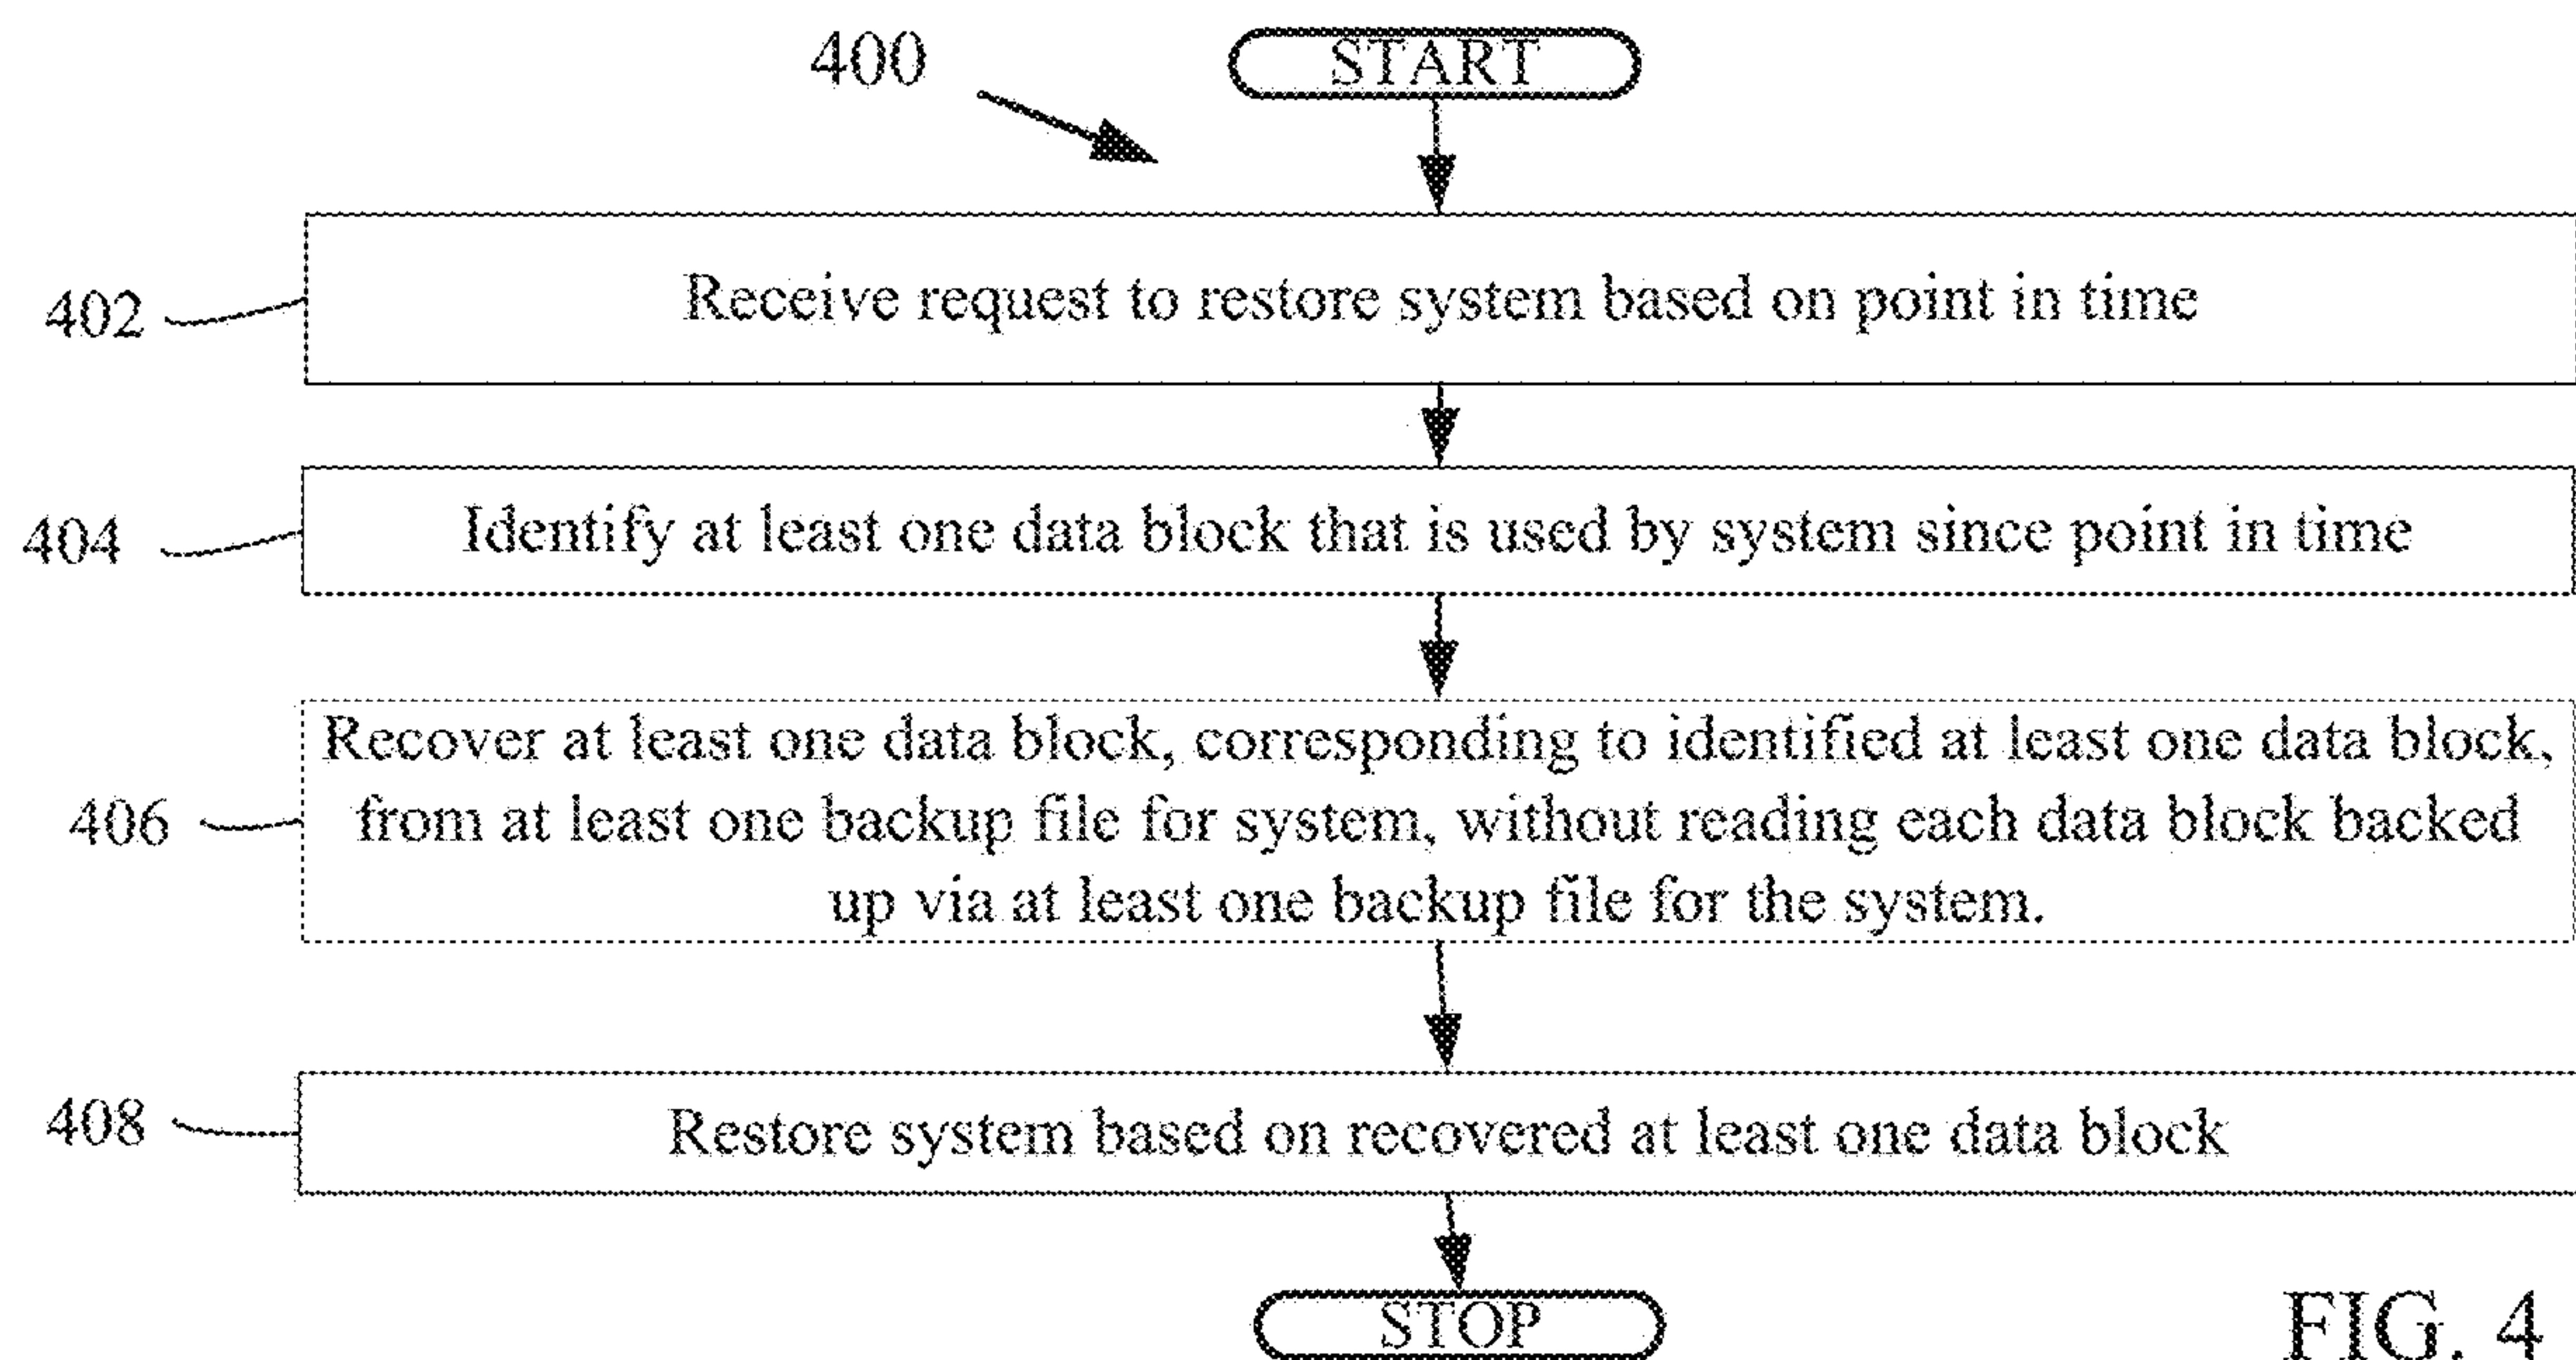 400
START
402
Receive request to restore system based on point in time
404
Identify at least one data block that is used by system since point in time
406
Recover at least one data block, corresponding to identified at least one data block,
from at least one backup file for system, without reading each data block backed
up via at least one backup file for the system.
408
Restore system based on recovered at least one data block
STOP
FIG. 4